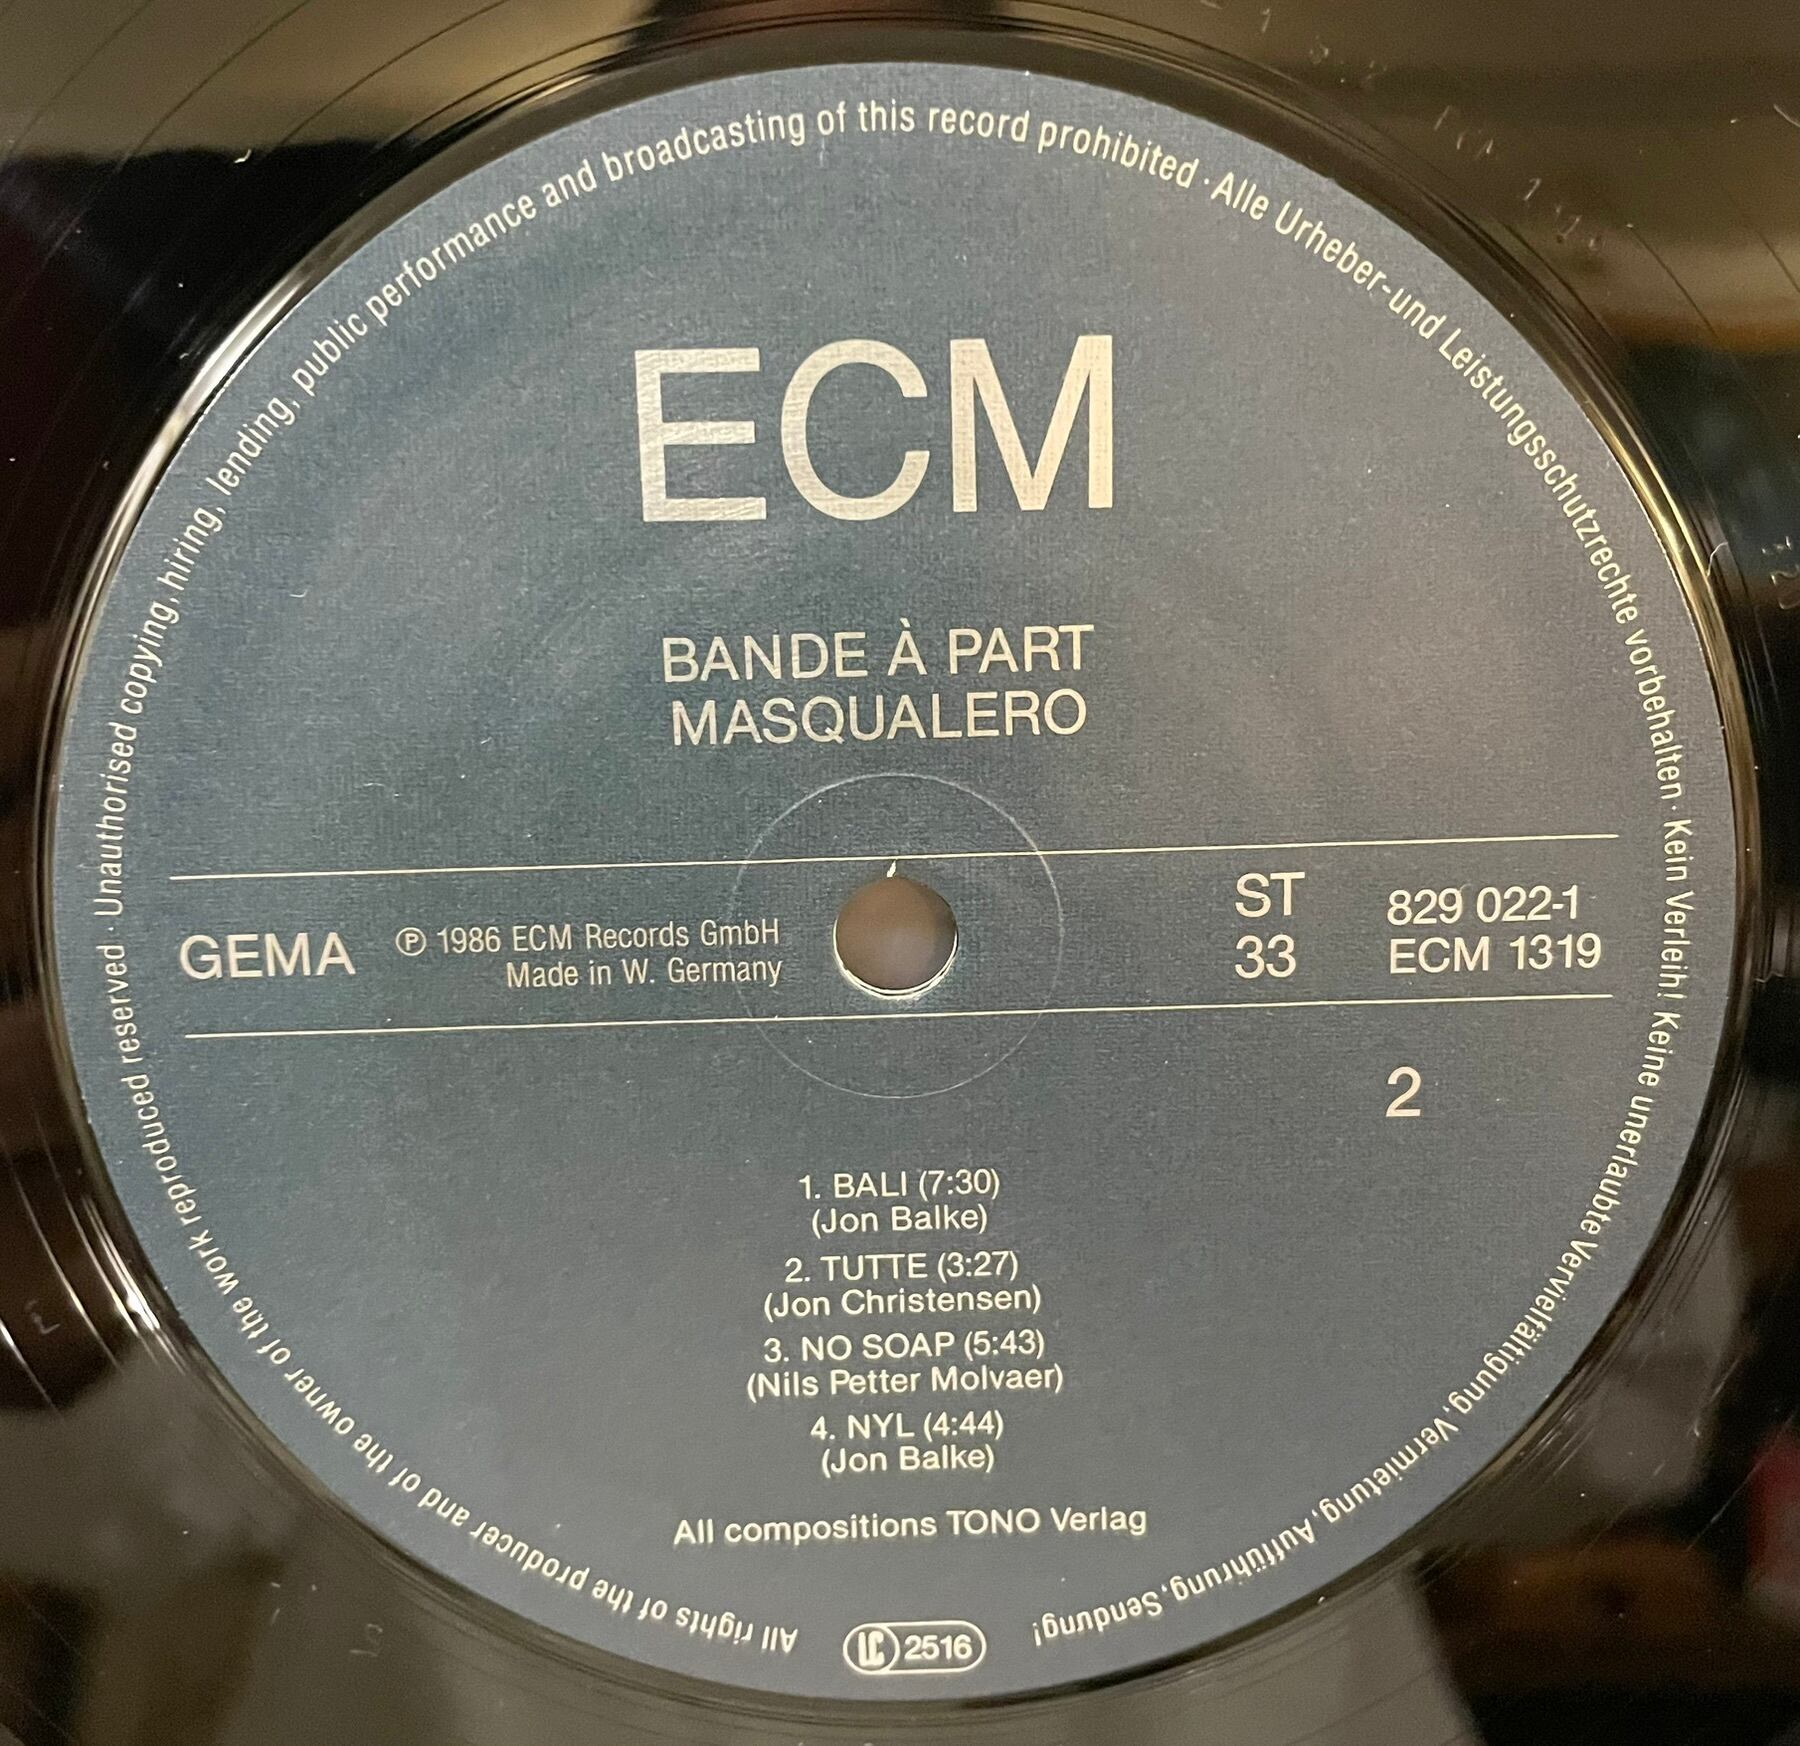 All rights of the producer and of the owner of the work reproduced reserved · Unauthorised copying, hiring, lending, public performance and broadcasting of this record prohibited · Alle Urheber-und Leistungsschutzrechte vorbehalten · Kein Verleih! Keine unerlaubte Vervielfältigung, Vermietung, Aufführung, Sendung!
ECM
BANDE À PART
MASQUALERO
GEMA
℗ 1986 ECM Records GmbH
Made in W. Germany
ST
33
829 022-1
ECM 1319
2
1. BALI (7:30)
(Jon Balke)
2. TUTTE (3:27)
(Jon Christensen)
3. NO SOAP (5:43)
(Nils Petter Molvaer)
4. NYL (4:44)
(Jon Balke)
All compositions TONO Verlag
LC 2516